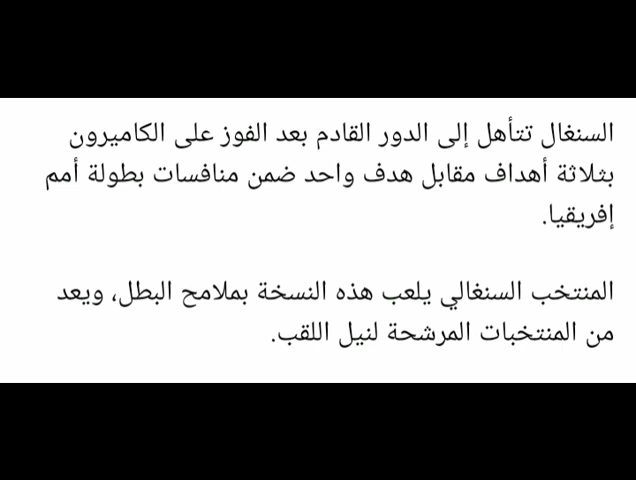 السنغال تتأهل إلى الدور القادم بعد الفوز على الكاميرون
بثلاثة أهداف مقابل هدف واحد ضمن منافسات بطولة أمم
إفريقيا.
المنتخب السنغالي يلعب هذه النسخة بملامح البطل، ويعد
من المنتخبات المرشحة لنيل اللقب.